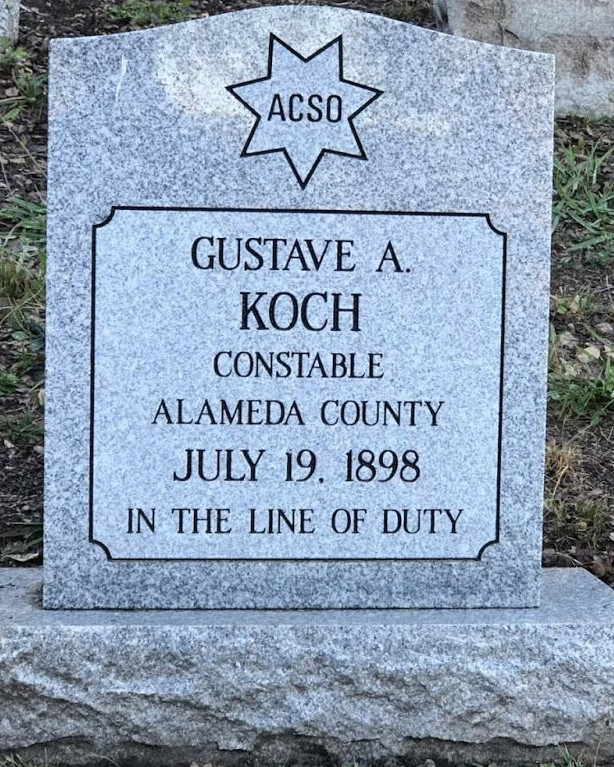 ACSO
GUSTAVE A.
KOCH
CONSTABLE
ALAMEDA COUNTY
JULY 19, 1898
IN THE LINE OF DUTY